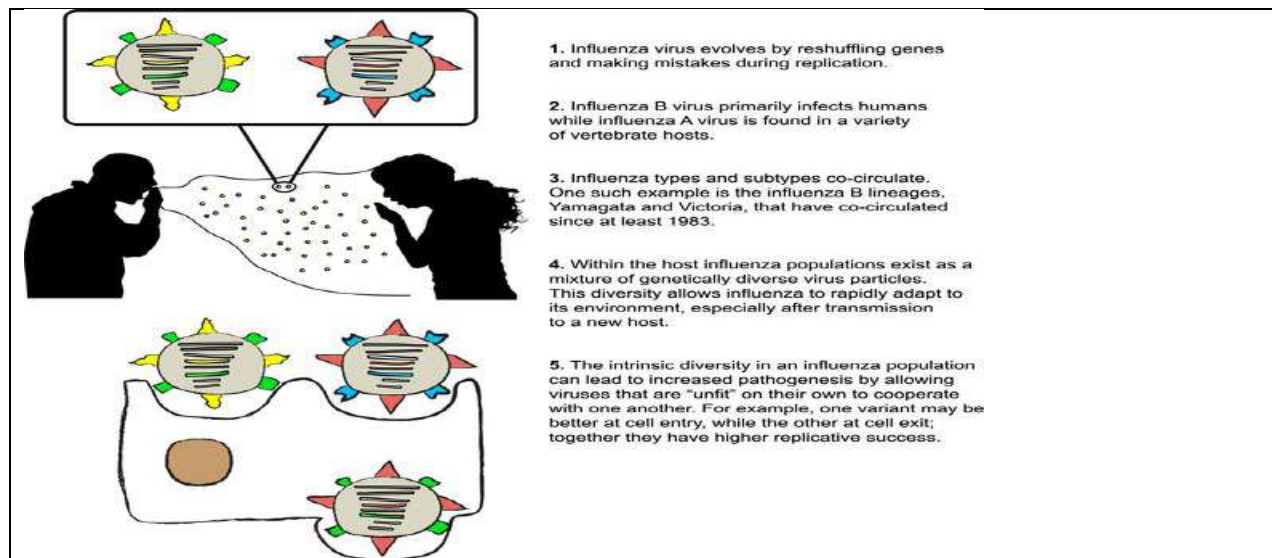 1. Influenza virus evolves by reshuffling genes
and making mistakes during replication.
2. Influenza B virus primarily infects humans
while influenza A virus is found in a variety
of vertebrate hosts.
3. Influenza types and subtypes co-circulate.
One such example is the influenza B lineages,
Yamagata and Victoria, that have co-circulated
since at least 1983.
4. Within the host influenza populations exist as a
mixture of genetically diverse virus particles.
This diversity allows influenza to rapidly adapt to
its environment, especially after transmission
to a new host.
5. The intrinsic diversity in an influenza population
can lead to increased pathogenesis by allowing
viruses that are "unfit" on their own to cooperate
with one another. For example, one variant may be
better at cell entry, while the other at cell exit;
together they have higher replicative success.